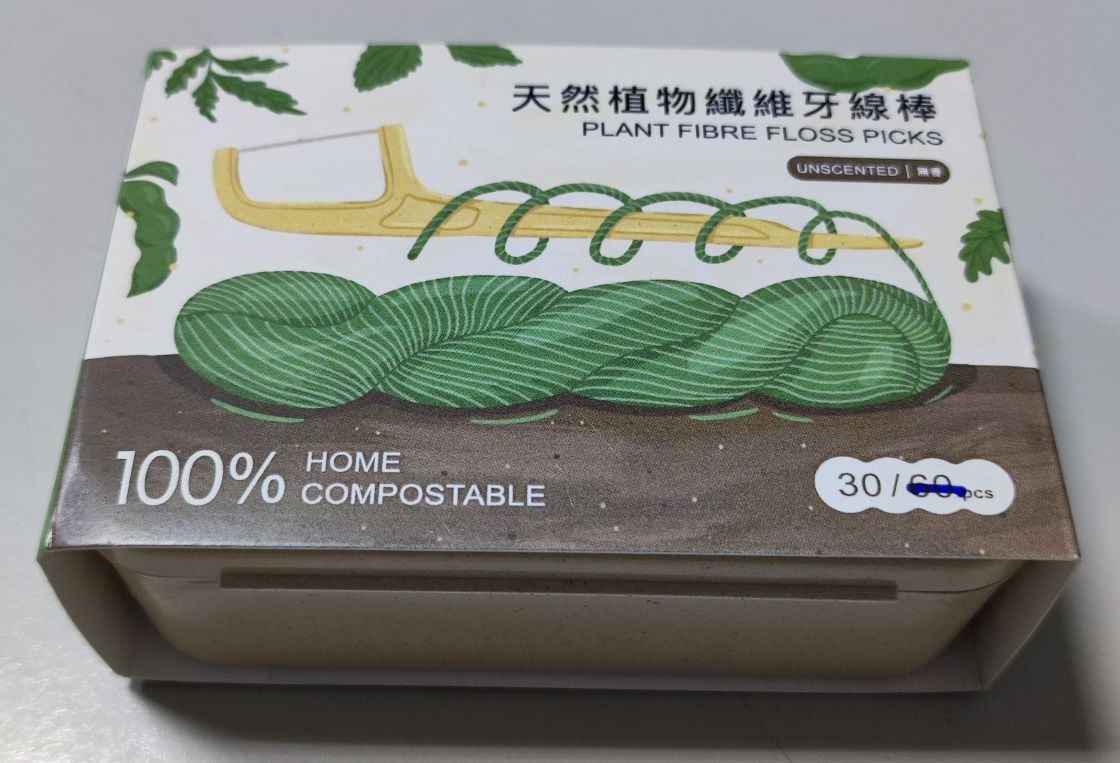 天然植物纖維牙線棒
PLANT FIBRE FLOSS PICKS
UNSCENTED | 無香
100% HOME
COMPOSTABLE
30/60 pcs